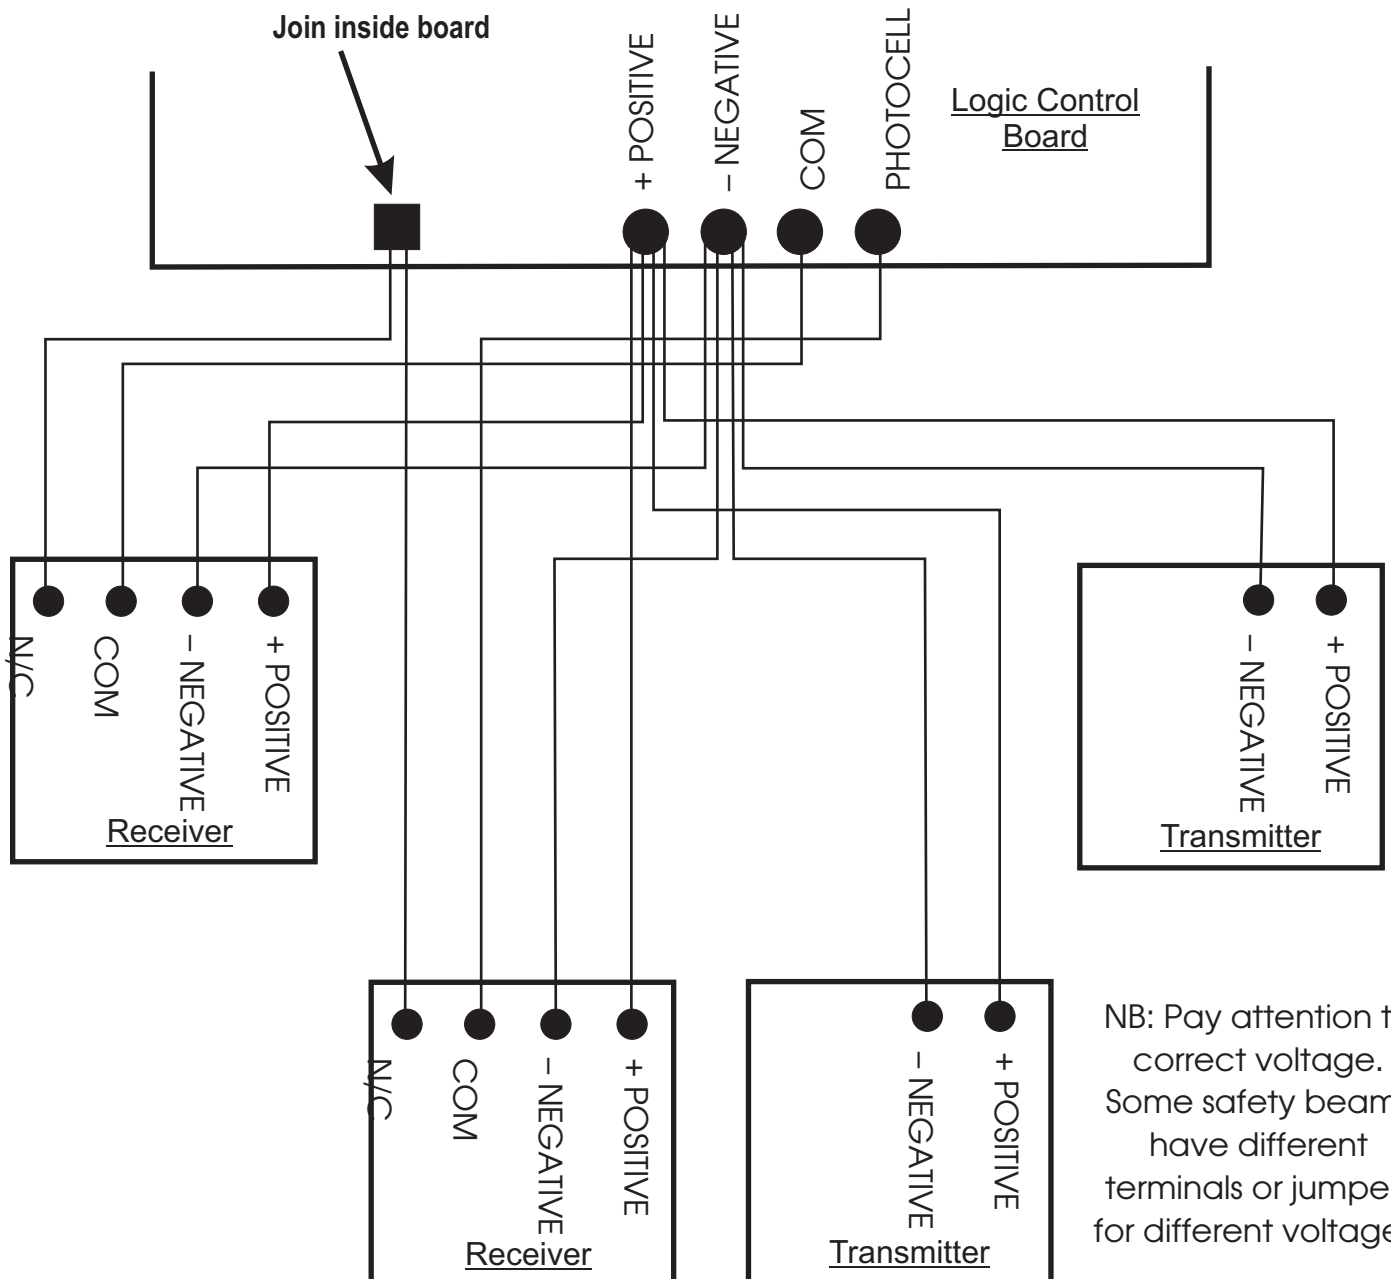 Join inside board
+ POSITIVE
– NEGATIVE
COM
PHOTOCELL
Logic Control
Board
N/C
COM
– NEGATIVE
+ POSITIVE
Receiver
– NEGATIVE
+ POSITIVE
Transmitter
N/C
COM
– NEGATIVE
+ POSITIVE
Receiver
– NEGATIVE
+ POSITIVE
Transmitter
NB: Pay attention t
correct voltage.
Some safety beam
have different
terminals or jumpe
for different voltage